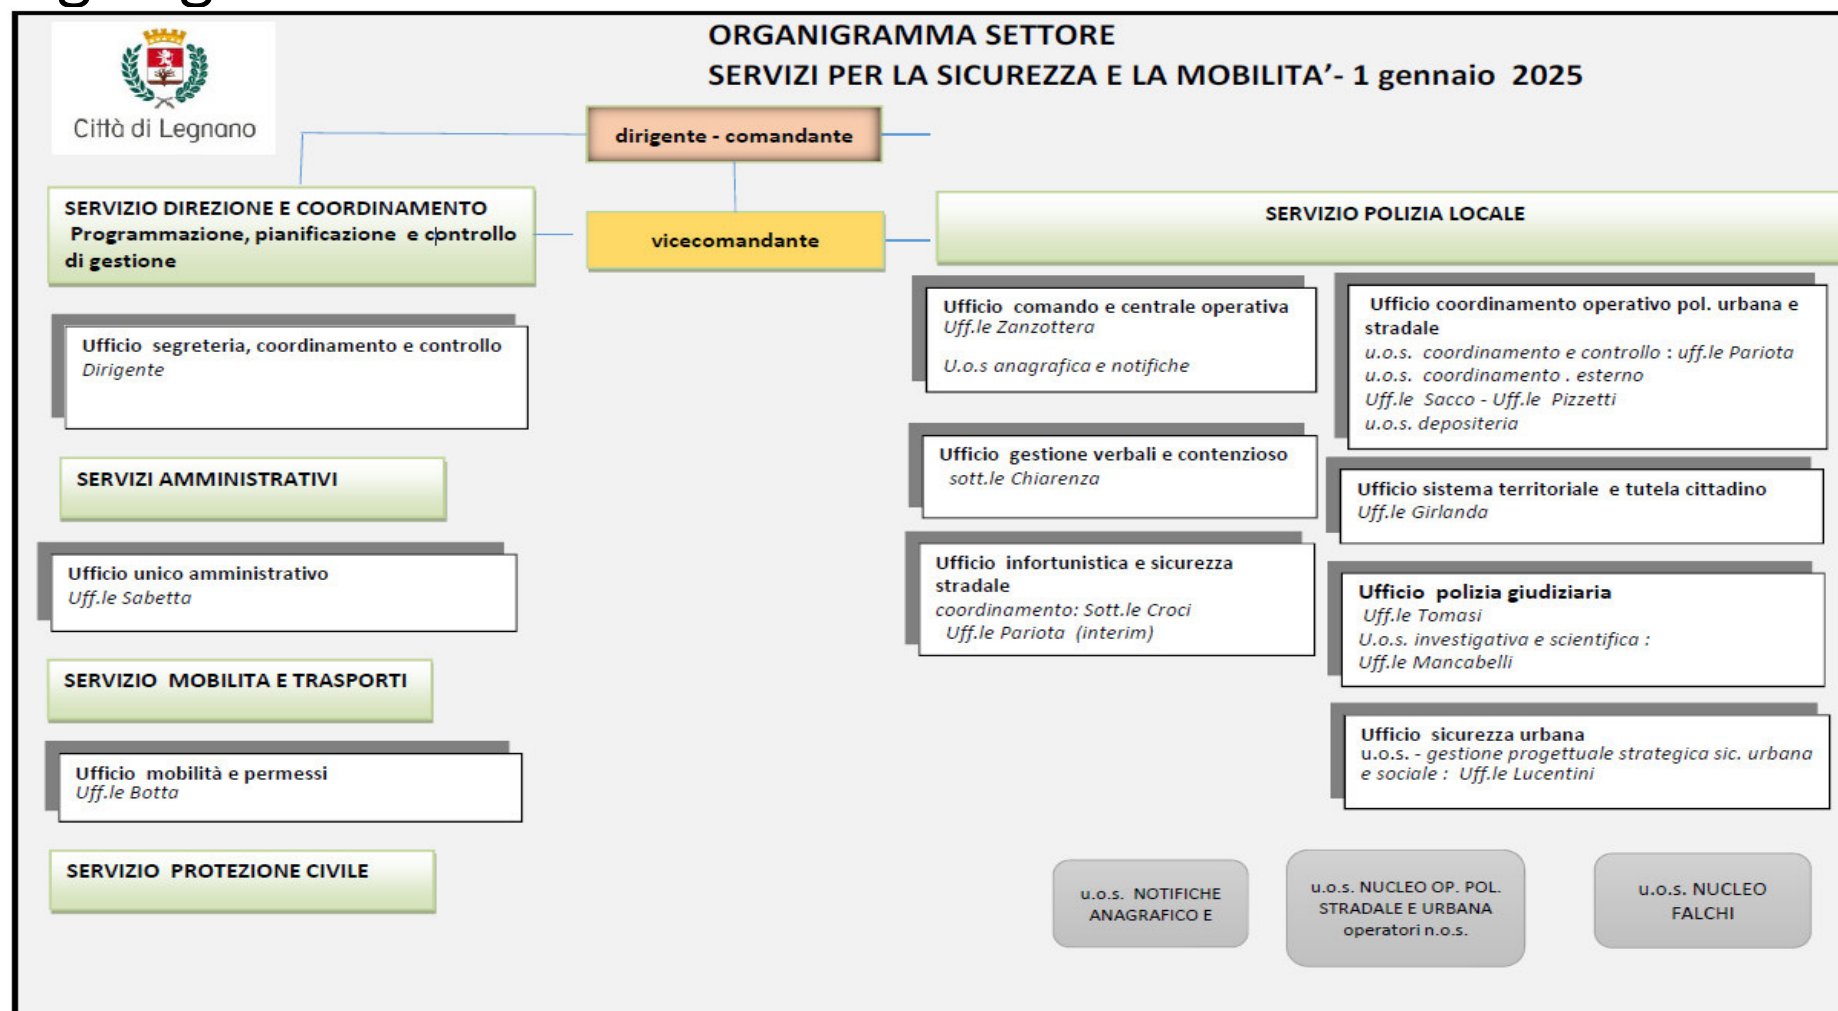 ORGANIGRAMMA SETTORE
SERVIZI PER LA SICUREZZA E LA MOBILITA'- 1 gennaio 2025
Città di Legnano
dirigente - comandante
vicecomandante
SERVIZIO DIREZIONE E COORDINAMENTO
Programmazione, pianificazione e controllo
di gestione
Ufficio segreteria, coordinamento e controllo
Dirigente
SERVIZI AMMINISTRATIVI
Ufficio unico amministrativo
Uff.le Sabetta
SERVIZIO MOBILITA E TRASPORTI
Ufficio mobilità e permessi
Uff.le Botta
SERVIZIO PROTEZIONE CIVILE
SERVIZIO POLIZIA LOCALE
Ufficio comando e centrale operativa
Uff.le Zanzottera
U.o.s anagrafica e notifiche
Ufficio gestione verbali e contenzioso
sott.le Chiarenza
Ufficio infortunistica e sicurezza
stradale
coordinamento: Sott.le Croci
Uff.le Pariota (interim)
Ufficio coordinamento operativo pol. urbana e
stradale
u.o.s. coordinamento e controllo : uff.le Pariota
u.o.s. coordinamento . esterno
Uff.le Sacco - Uff.le Pizzetti
u.o.s. depositeria
Ufficio sistema territoriale e tutela cittadino
Uff.le Girlanda
Ufficio polizia giudiziaria
Uff.le Tomasi
U.o.s. investigativa e scientifica :
Uff.le Mancabelli
Ufficio sicurezza urbana
u.o.s. - gestione progettuale strategica sic. urbana
e sociale : Uff.le Lucentini
u.o.s. NOTIFICHE
ANAGRAFICO E
u.o.s. NUCLEO OP. POL.
STRADALE E URBANA
operatori n.o.s.
u.o.s. NUCLEO
FALCHI